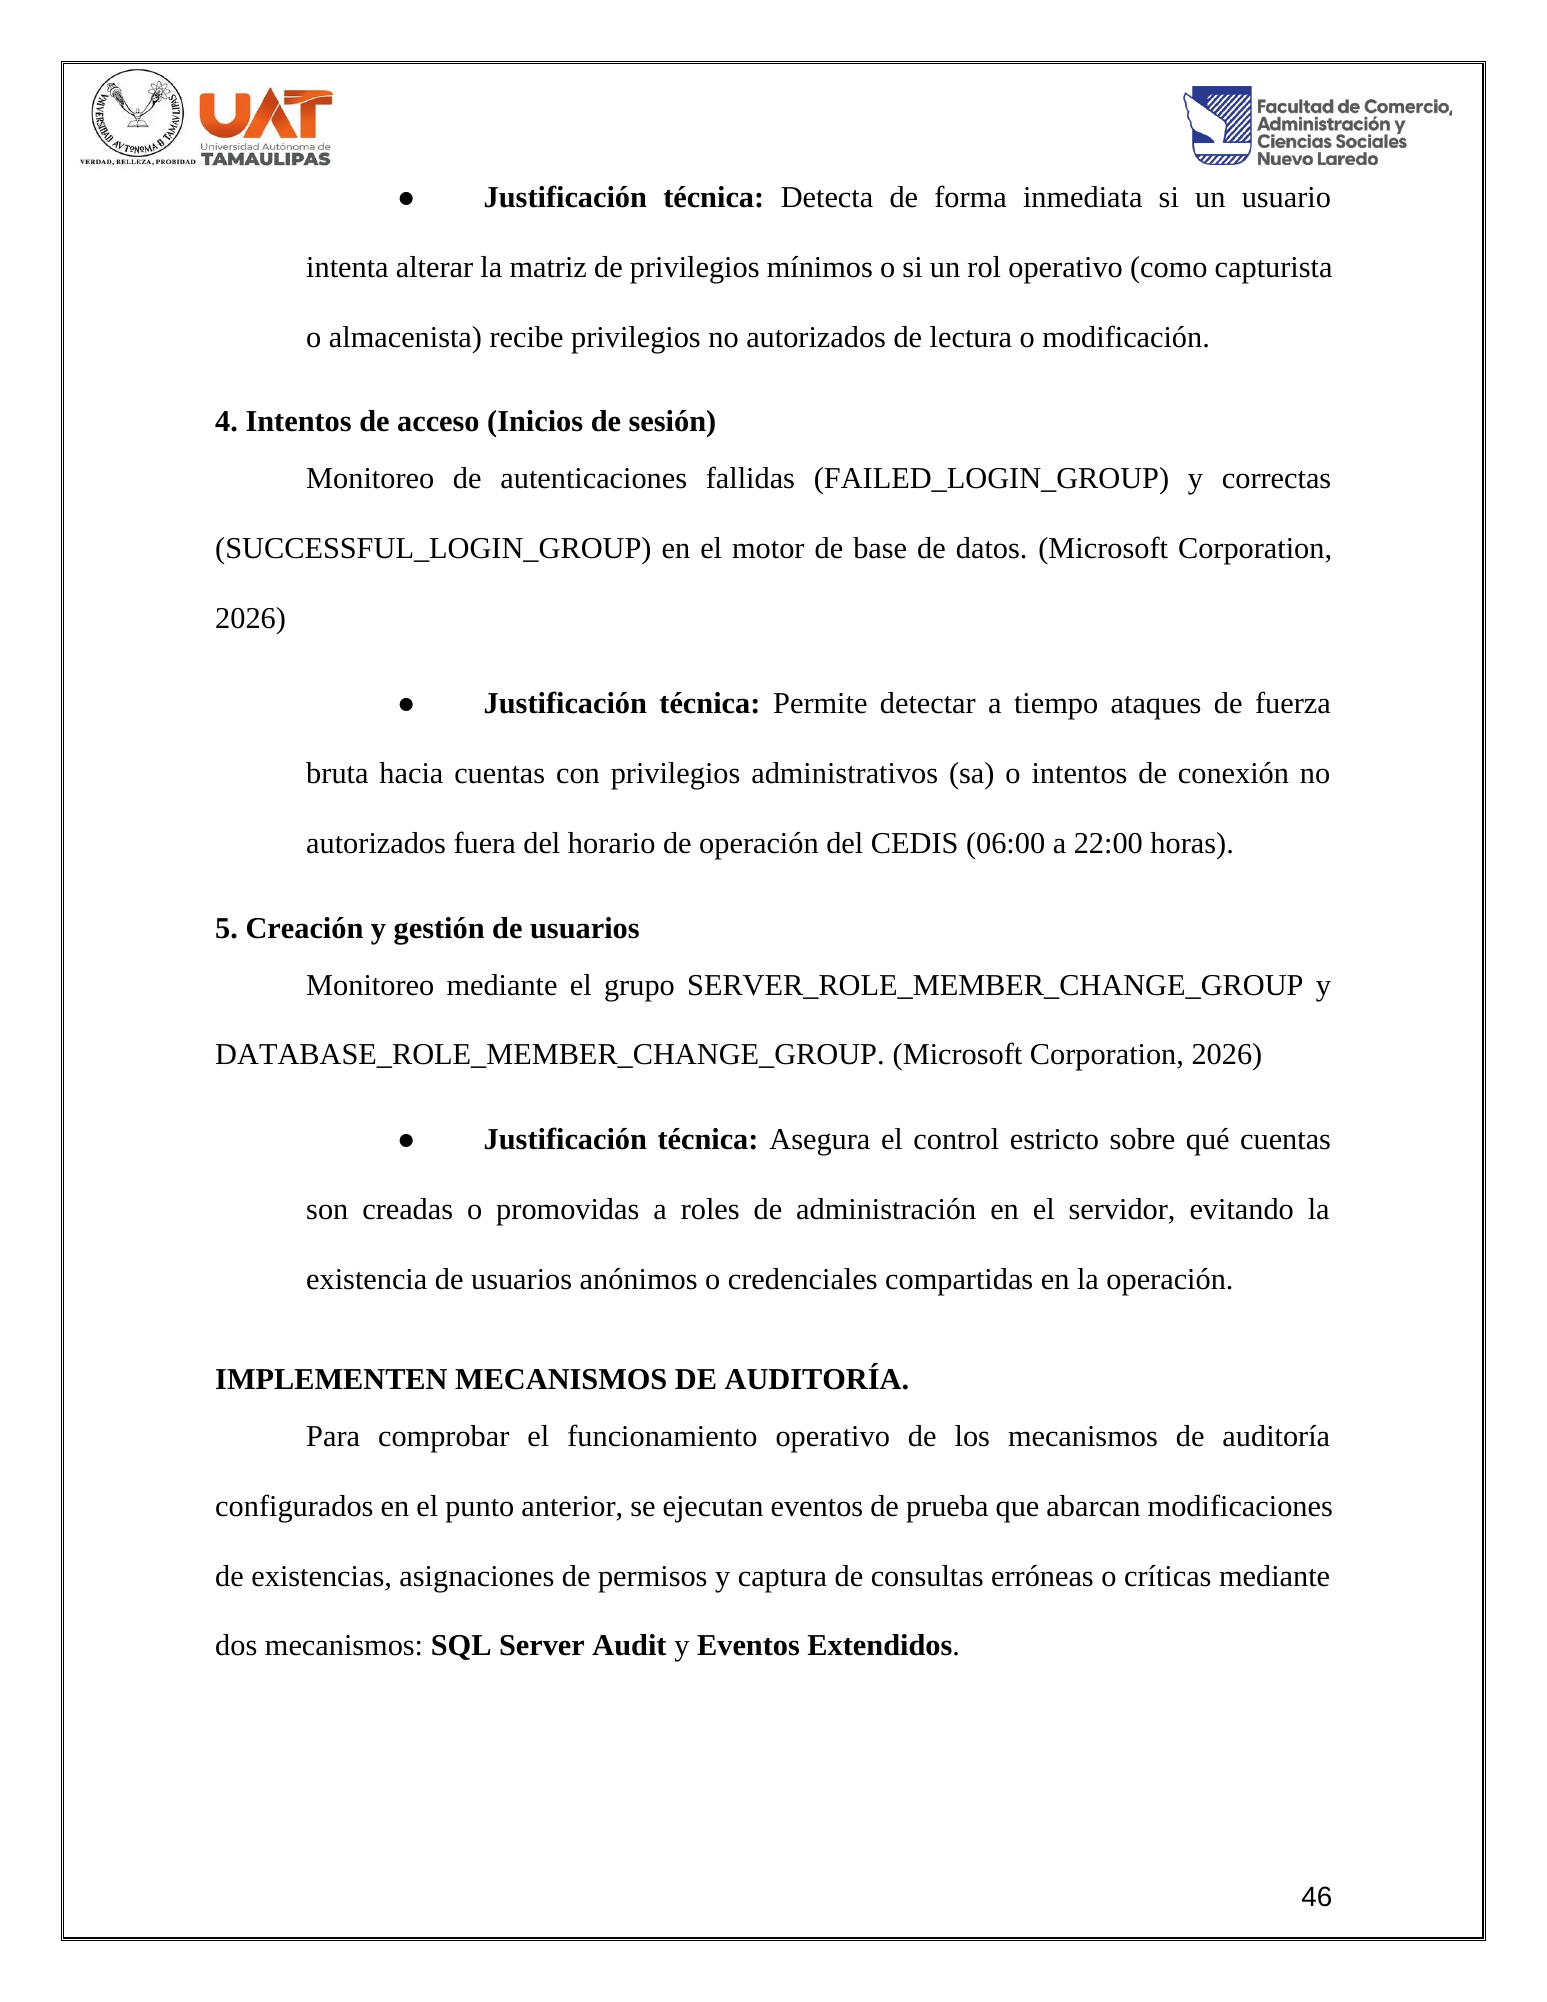 UNIVERSIDAD AUTONOMA DE TAMAULIPAS
VERDAD, BELLEZA, PROBIDAD
UAT
Universidad Autónoma de
TAMAULIPAS
Facultad de Comercio,
Administración y
Ciencias Sociales
Nuevo Laredo
● Justificación técnica: Detecta de forma inmediata si un usuario
intenta alterar la matriz de privilegios mínimos o si un rol operativo (como capturista
o almacenista) recibe privilegios no autorizados de lectura o modificación.
4. Intentos de acceso (Inicios de sesión)
Monitoreo de autenticaciones fallidas (FAILED_LOGIN_GROUP) y correctas
(SUCCESSFUL_LOGIN_GROUP) en el motor de base de datos. (Microsoft Corporation,
2026)
● Justificación técnica: Permite detectar a tiempo ataques de fuerza
bruta hacia cuentas con privilegios administrativos (sa) o intentos de conexión no
autorizados fuera del horario de operación del CEDIS (06:00 a 22:00 horas).
5. Creación y gestión de usuarios
Monitoreo mediante el grupo SERVER_ROLE_MEMBER_CHANGE_GROUP y
DATABASE_ROLE_MEMBER_CHANGE_GROUP. (Microsoft Corporation, 2026)
● Justificación técnica: Asegura el control estricto sobre qué cuentas
son creadas o promovidas a roles de administración en el servidor, evitando la
existencia de usuarios anónimos o credenciales compartidas en la operación.
IMPLEMENTEN MECANISMOS DE AUDITORÍA.
Para comprobar el funcionamiento operativo de los mecanismos de auditoría
configurados en el punto anterior, se ejecutan eventos de prueba que abarcan modificaciones
de existencias, asignaciones de permisos y captura de consultas erróneas o críticas mediante
dos mecanismos: SQL Server Audit y Eventos Extendidos.
46